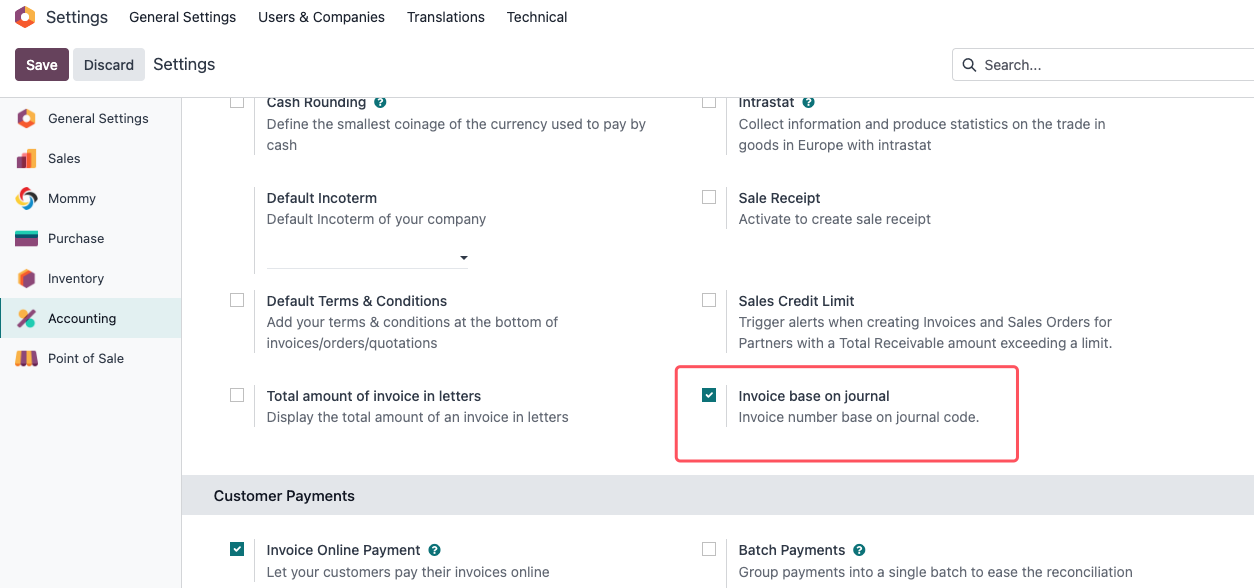 Settings General Settings Users & Companies Translations Technical
Save Discard Settings Search...
General Settings
Sales
Mommy
Purchase
Inventory
Accounting
Point of Sale
Cash Rounding ?
Define the smallest coinage of the currency used to pay by
cash
Intrastat ?
Collect information and produce statistics on the trade in
goods in Europe with intrastat
Default Incoterm
Default Incoterm of your company
Sale Receipt
Activate to create sale receipt
Default Terms & Conditions
Add your terms & conditions at the bottom of
invoices/orders/quotations
Sales Credit Limit
Trigger alerts when creating Invoices and Sales Orders for
Partners with a Total Receivable amount exceeding a limit.
Total amount of invoice in letters
Display the total amount of an invoice in letters
Invoice base on journal
Invoice number base on journal code.
Customer Payments
Invoice Online Payment ?
Let your customers pay their invoices online
Batch Payments ?
Group payments into a single batch to ease the reconciliation